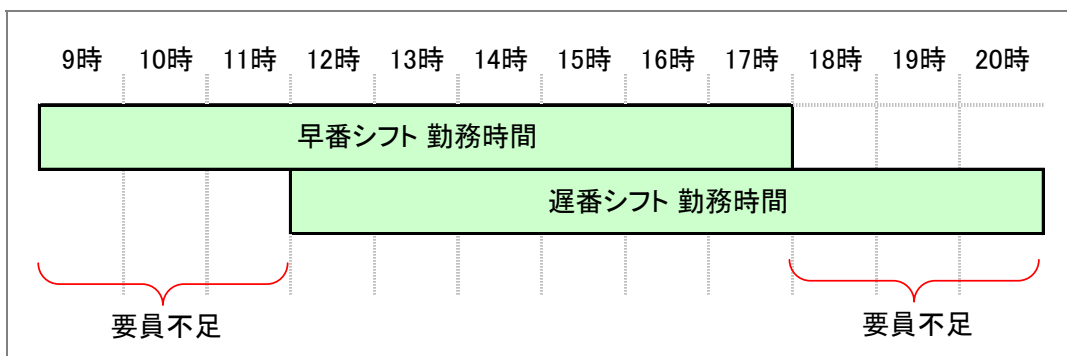 9時 10時 11時 12時 13時 14時 15時 16時 17時 18時 19時 20時
早番シフト 勤務時間
遅番シフト 勤務時間
要員不足 要員不足